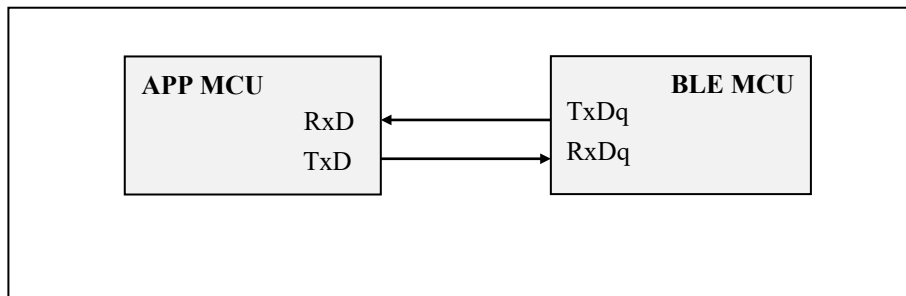 APP MCU
BLE MCU
RxD
TxDq
TxD
RxDq